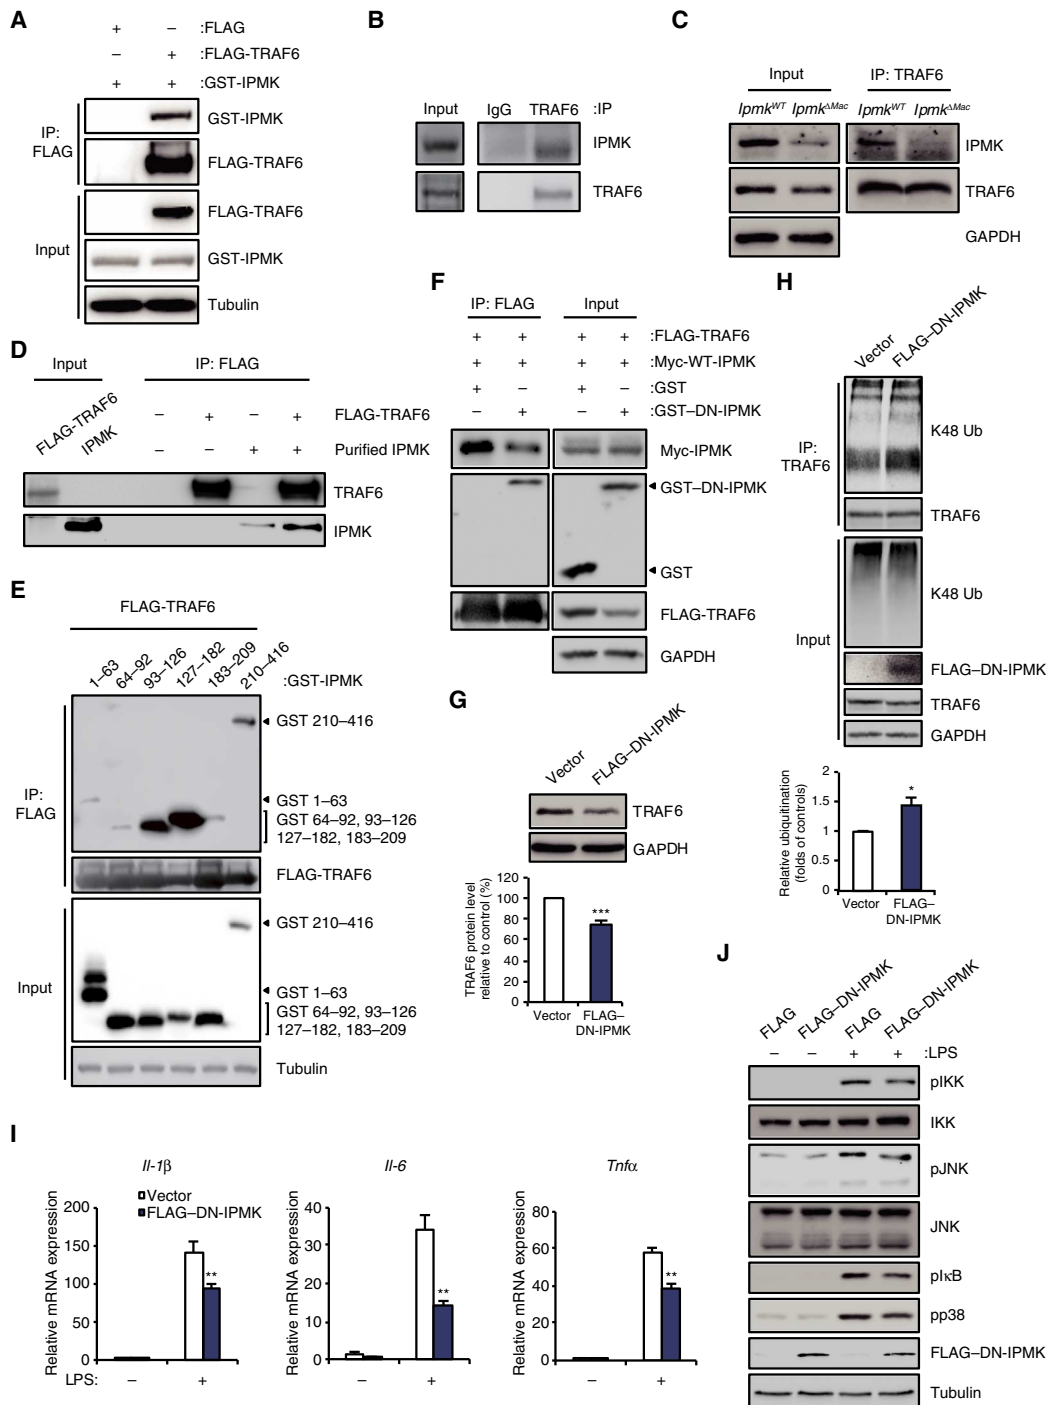 A
+ – :FLAG
– + :FLAG-TRAF6
+ + :GST-IPMK
IP: FLAG
GST-IPMK
FLAG-TRAF6
Input
FLAG-TRAF6
GST-IPMK
Tubulin
B
Input IgG TRAF6 :IP
IPMK
TRAF6
C
Input IP: TRAF6
IpmkWT IpmkΔMac IpmkWT IpmkΔMac
IPMK
TRAF6
GAPDH
D
Input IP: FLAG
FLAG-TRAF6 IPMK
– + – + FLAG-TRAF6
– – + + Purified IPMK
TRAF6
IPMK
E
FLAG-TRAF6
1–63 64–92 93–126 127–182 183–209 210–416 :GST-IPMK
IP: FLAG
GST 210–416
GST 1–63
GST 64–92, 93–126
127–182, 183–209
FLAG-TRAF6
Input
GST 210–416
GST 1–63
GST 64–92, 93–126
127–182, 183–209
Tubulin
F
IP: FLAG Input
+ + + + :FLAG-TRAF6
+ + + + :Myc-WT-IPMK
+ – + – :GST
– + – + :GST–DN-IPMK
Myc-IPMK
GST–DN-IPMK
GST
FLAG-TRAF6
GAPDH
G
Vector FLAG–DN-IPMK
TRAF6
GAPDH
TRAF6 protein level
relative to control (%)
120
100
80
60
40
20
0
***
Vector FLAG–
DN-IPMK
H
Vector FLAG–DN-IPMK
IP: TRAF6
K48 Ub
TRAF6
Input
K48 Ub
FLAG–DN-IPMK
TRAF6
GAPDH
Relative ubiquitination
(folds of controls)
2
1.5
1
0.5
0
*
Vector FLAG–
DN-IPMK
I
Il-1β
Vector
FLAG–DN-IPMK
Relative mRNA expression
200
150
100
50
0
**
LPS: – +
Il-6
Relative mRNA expression
40
30
20
10
0
**
– +
Tnfα
Relative mRNA expression
80
60
40
20
0
**
– +
J
FLAG FLAG–DN-IPMK FLAG FLAG–DN-IPMK
– – + + :LPS
pIKK
IKK
pJNK
JNK
pIκB
pp38
FLAG–DN-IPMK
Tubulin